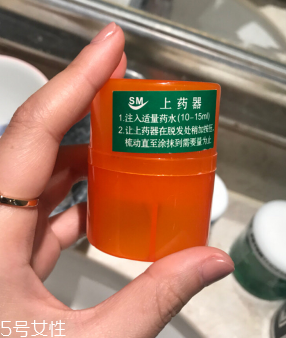 SM 上药器
1.注入适量药水(10-15ml)
2.让上药器在脱发处稍加按压,
梳动直至涂抹到需要量为止
5号女性